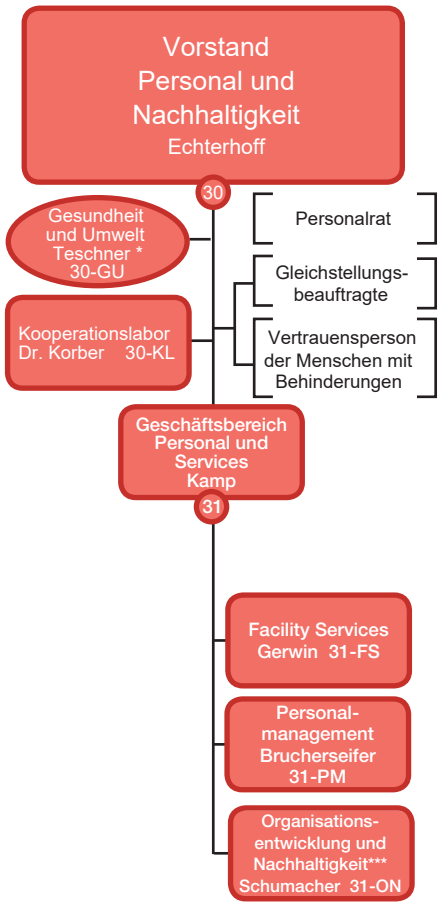 Vorstand
Personal und
Nachhaltigkeit
Echterhoff
30
Gesundheit
und Umwelt
Teschner *
30-GU
Personalrat
Gleichstellungs-
beauftragte
Kooperationslabor
Dr. Korber 30-KL
Vertrauensperson
der Menschen mit
Behinderungen
Geschäftsbereich
Personal und
Services
Kamp
31
Facility Services
Gerwin 31-FS
Personal-
management
Brucherseifer
31-PM
Organisations-
entwicklung und
Nachhaltigkeit***
Schumacher 31-ON